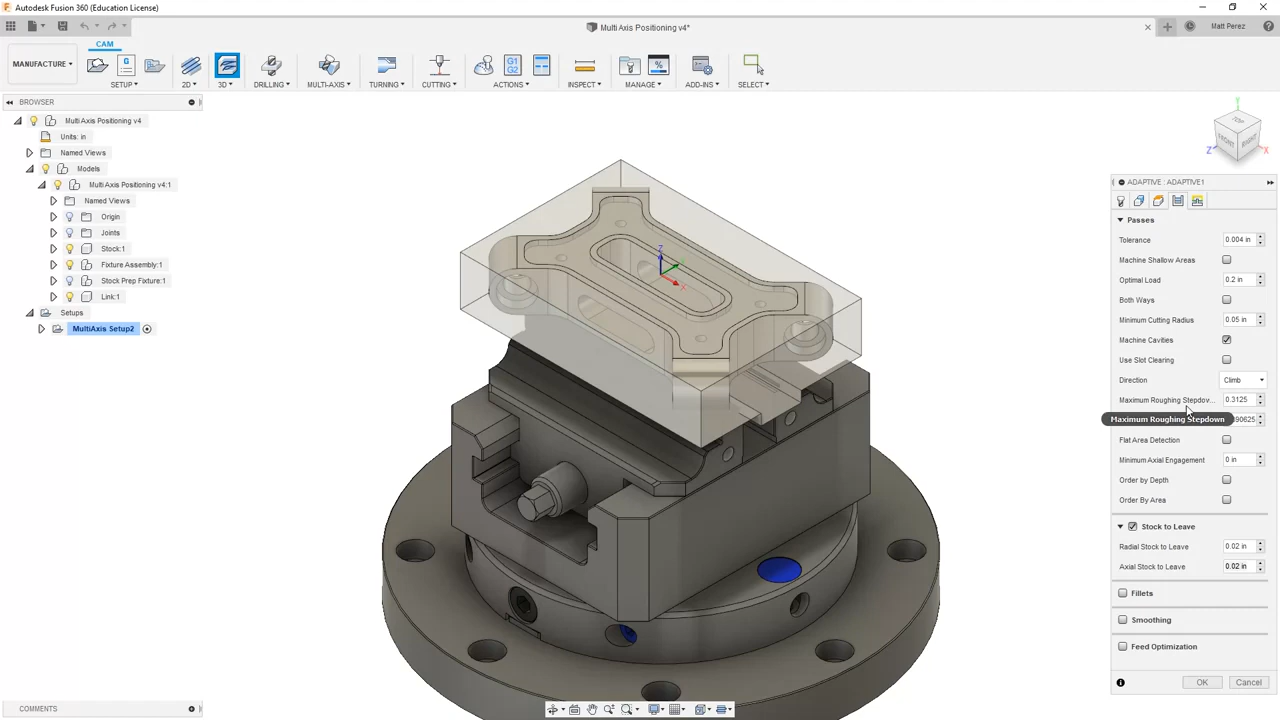 Autodesk Fusion 360 (Education License)
Multi Axis Positioning v4*
Matt Perez
CAM
MANUFACTURE
SETUP
2D
3D
DRILLING
MULTI-AXIS
TURNING
CUTTING
G1
G2
ACTIONS
INSPECT
MANAGE
ADD-INS
SELECT
BROWSER
Multi Axis Positioning v4
Units: in
Named Views
Models
Multi Axis Positioning v4:1
Named Views
Origin
Joints
Stock:1
Fixture Assembly:1
Stock Prep Fixture:1
Link:1
Setups
MultiAxis Setup2
Z
X
Y
TOP
FRONT
RIGHT
Z
X
ADAPTIVE : ADAPTIVE1
Passes
Tolerance 0.004 in
Machine Shallow Areas
Optimal Load 0.2 in
Both Ways
Minimum Cutting Radius 0.05 in
Machine Cavities
Use Slot Clearing
Direction Climb
Maximum Roughing Stepdov... 0.3125
Maximum Roughing Stepdown 90625
Flat Area Detection
Minimum Axial Engagement 0 in
Order by Depth
Order By Area
Stock to Leave
Radial Stock to Leave 0.02 in
Axial Stock to Leave 0.02 in
Fillets
Smoothing
Feed Optimization
OK Cancel
COMMENTS